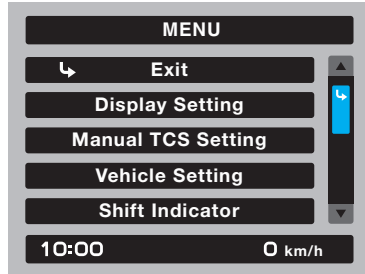 MENU
Exit
Display Setting
Manual TCS Setting
Vehicle Setting
Shift Indicator
10:00 0 km/h